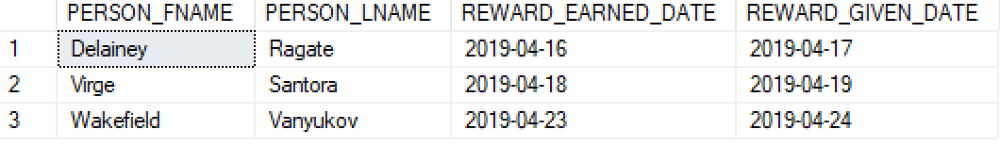 PERSON_FNAME PERSON_LNAME REWARD_EARNED_DATE REWARD_GIVEN_DATE
1 Delainey Ragate 2019-04-16 2019-04-17
2 Virge Santora 2019-04-18 2019-04-19
3 Wakefield Vanyukov 2019-04-23 2019-04-24